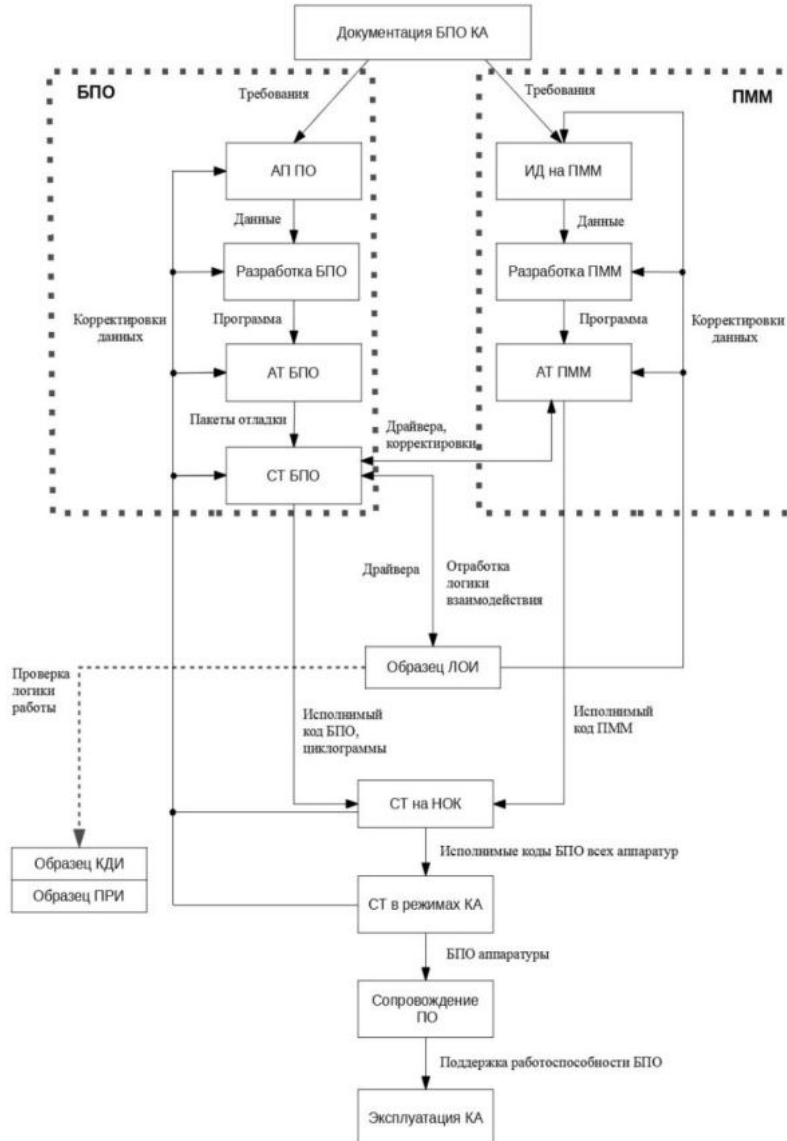 Документация БПО КА
БПО
ПММ
Требования
Требования
АП ПО
ИД на ПММ
Данные
Данные
Разработка БПО
Разработка ПММ
Корректировки
данных
Программа
Программа
Корректировки
данных
АТ БПО
АТ ПММ
Пакеты отладки
Драйвера,
корректировки
СТ БПО
Драйвера
Отработка
логики
взаимодействия
Образец ЛОИ
Проверка
логики
работы
Исполнимый
код БПО,
циклограммы
Исполнимый
код ПММ
СТ на НОК
Исполнимые коды БПО всех аппаратур
Образец КДИ
Образец ПРИ
СТ в режимах КА
БПО аппаратуры
Сопровождение
ПО
Поддержка работоспособности БПО
Эксплуатация КА